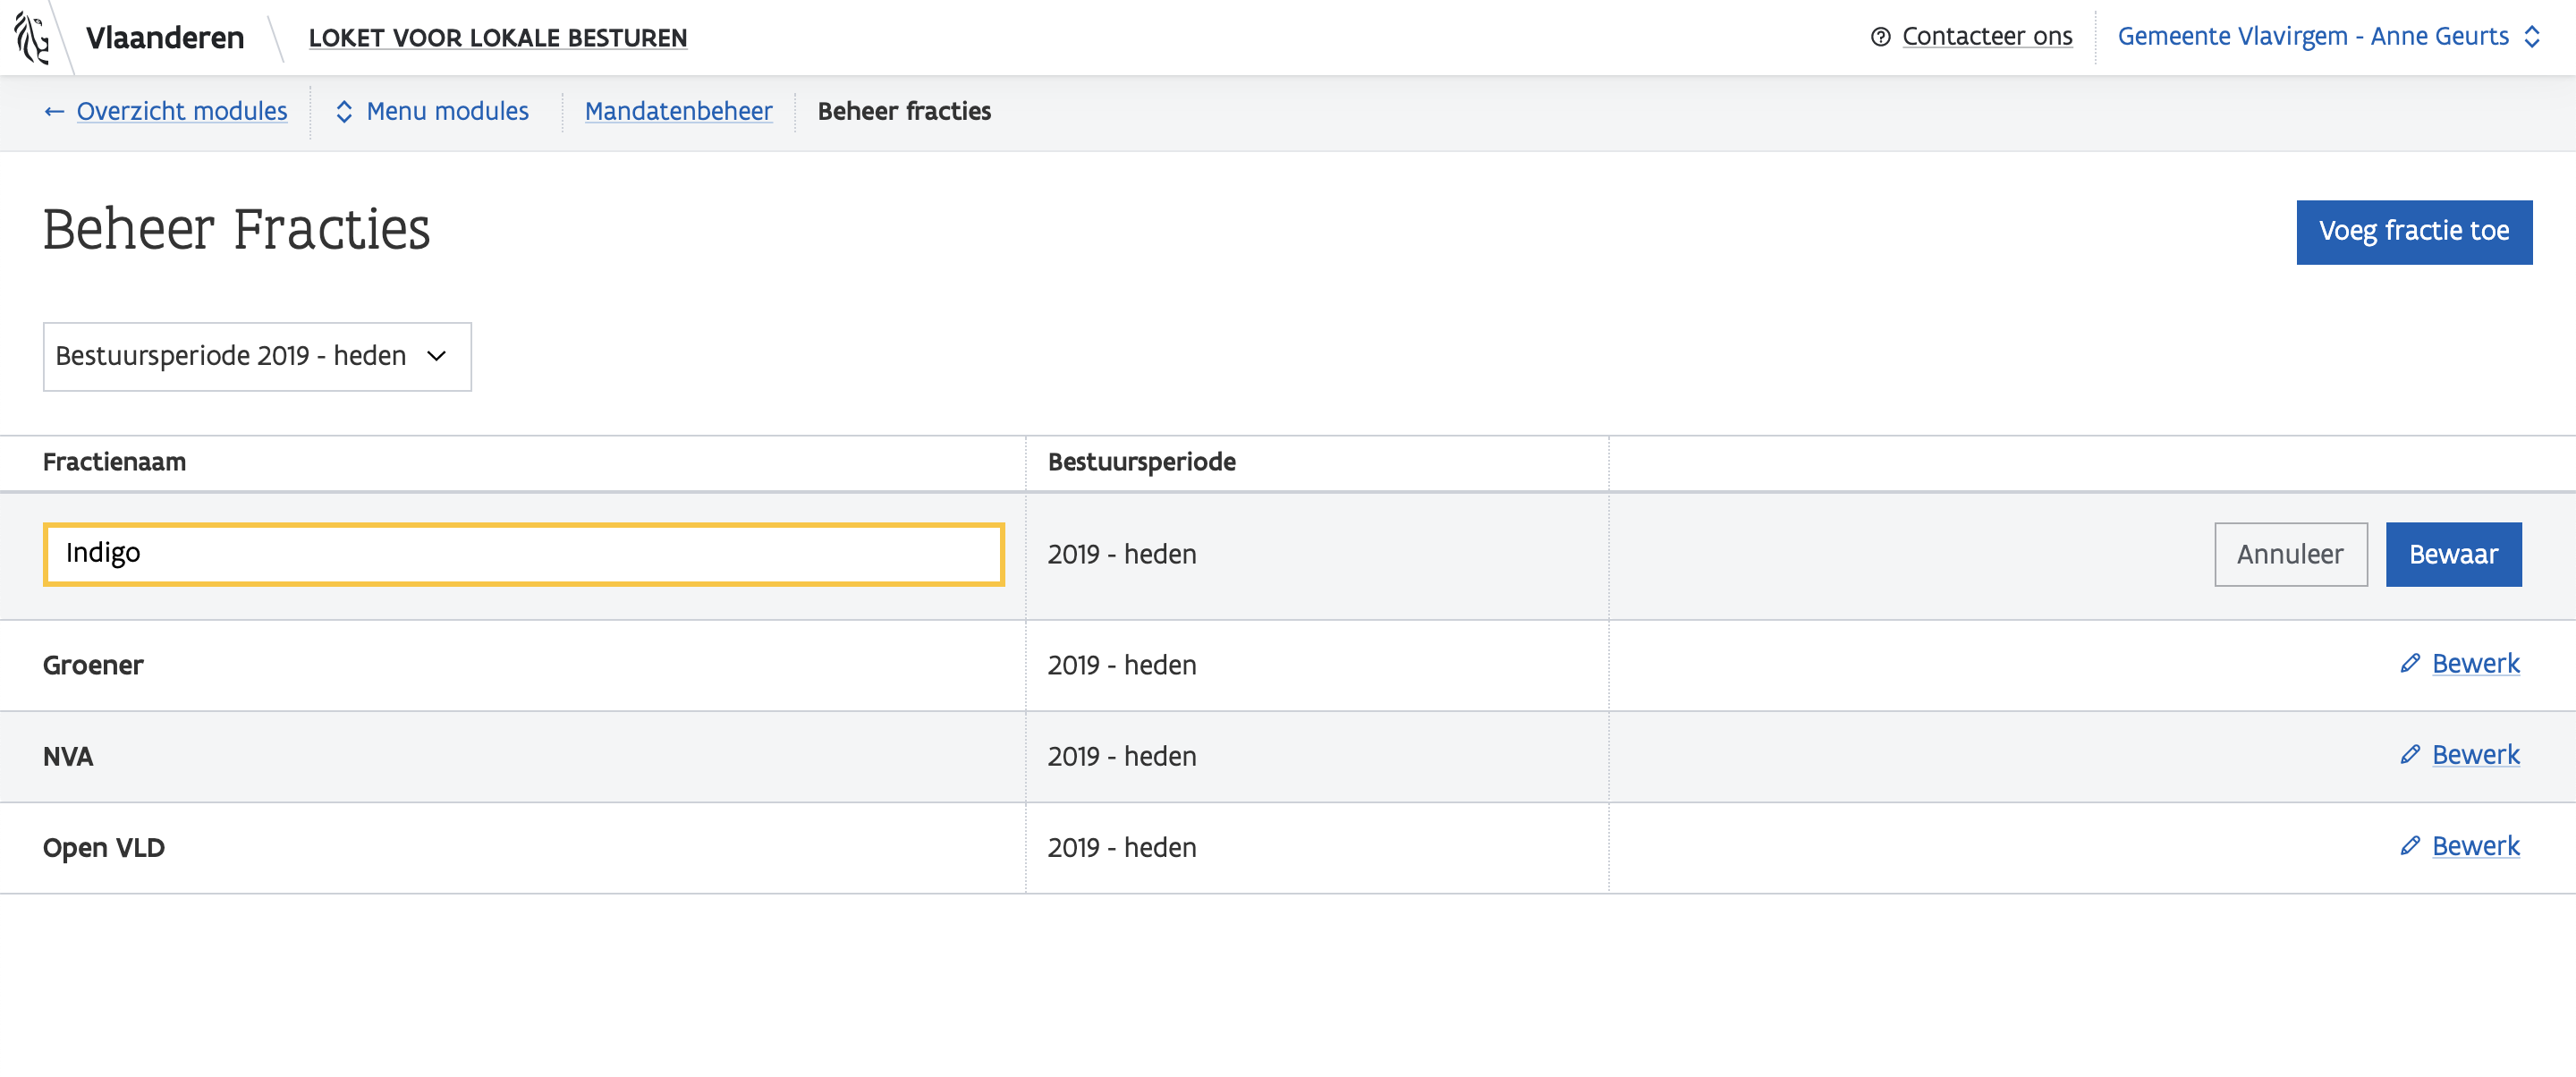 Vlaanderen LOKET VOOR LOKALE BESTUREN Contacteer ons Gemeente Vlavirgem - Anne Geurts
← Overzicht modules Menu modules Mandatenbeheer Beheer fracties
Beheer Fracties Voeg fractie toe
Bestuursperiode 2019 - heden
Fractienaam Bestuursperiode
Indigo 2019 - heden Annuleer Bewaar
Groener 2019 - heden Bewerk
NVA 2019 - heden Bewerk
Open VLD 2019 - heden Bewerk